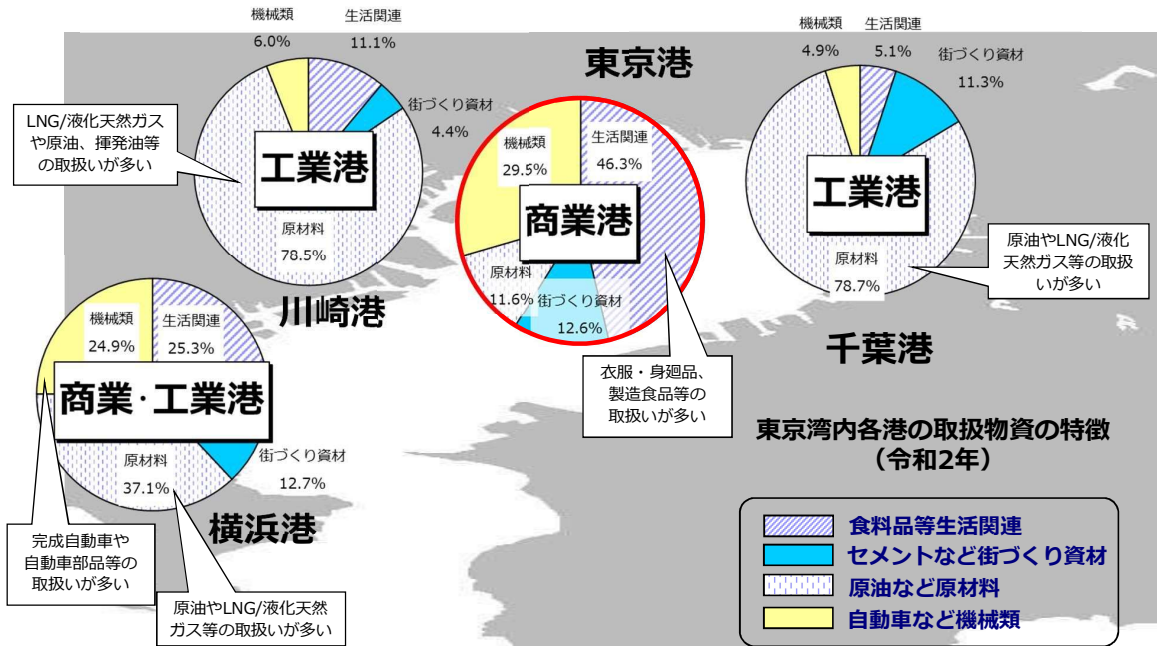 機械類
6.0%
生活関連
11.1%
街づくり資材
4.4%
LNG/液化天然ガス
や原油、揮発油等
の取扱いが多い
工業港
原材料
78.5%
川崎港
東京港
機械類
29.5%
生活関連
46.3%
商業港
原材料
11.6%
街づくり資材
12.6%
衣服・身廻品、
製造食品等の
取扱いが多い
機械類
4.9%
生活関連
5.1%
街づくり資材
11.3%
工業港
原材料
78.7%
原油やLNG/液化
天然ガス等の取扱
いが多い
千葉港
機械類
24.9%
生活関連
25.3%
商業・工業港
原材料
37.1%
街づくり資材
12.7%
横浜港
完成自動車や
自動車部品等の
取扱いが多い
原油やLNG/液化天然
ガス等の取扱いが多い
東京湾内各港の取扱物資の特徴
（令和2年）
食料品等生活関連
セメントなど街づくり資材
原油など原材料
自動車など機械類